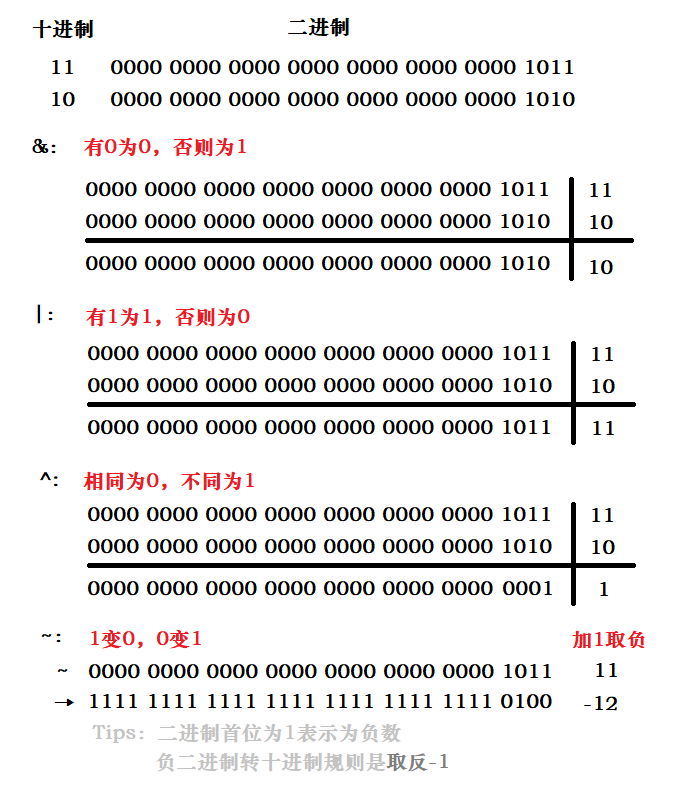 十进制 二进制
11 0000 0000 0000 0000 0000 0000 0000 1011
10 0000 0000 0000 0000 0000 0000 0000 1010
&: 有0为0，否则为1
0000 0000 0000 0000 0000 0000 0000 1011 11
0000 0000 0000 0000 0000 0000 0000 1010 10
0000 0000 0000 0000 0000 0000 0000 1010 10
|: 有1为1，否则为0
0000 0000 0000 0000 0000 0000 0000 1011 11
0000 0000 0000 0000 0000 0000 0000 1010 10
0000 0000 0000 0000 0000 0000 0000 1011 11
^: 相同为0，不同为1
0000 0000 0000 0000 0000 0000 0000 1011 11
0000 0000 0000 0000 0000 0000 0000 1010 10
0000 0000 0000 0000 0000 0000 0000 0001 1
~: 1变0，0变1 加1取负
~ 0000 0000 0000 0000 0000 0000 0000 1011 11
→ 1111 1111 1111 1111 1111 1111 1111 0100 -12
Tips：二进制首位为1表示为负数
负二进制转十进制规则是取反-1